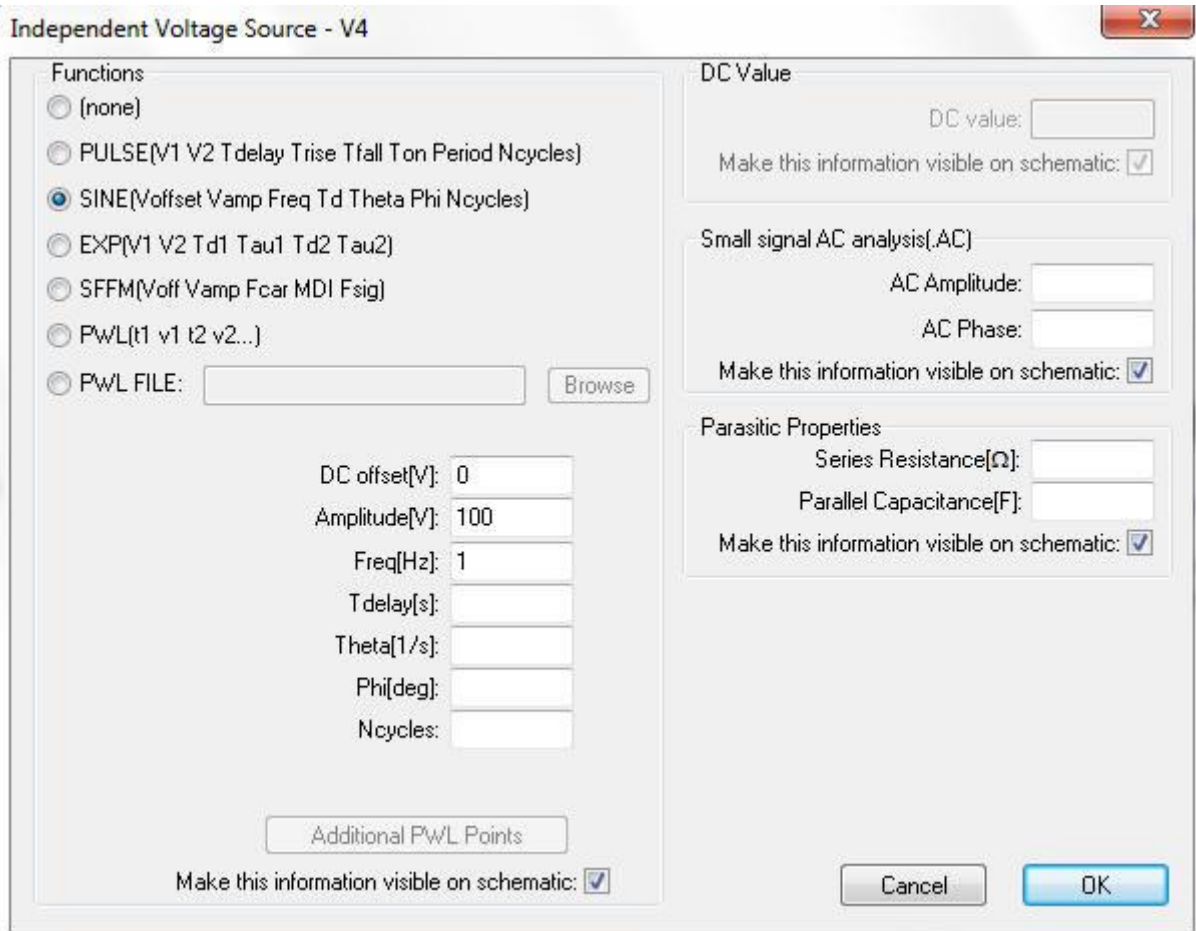 Independent Voltage Source - V4
Functions
(none)
PULSE(V1 V2 Tdelay Trise Tfall Ton Period Ncycles)
SINE(Voffset Vamp Freq Td Theta Phi Ncycles)
EXP(V1 V2 Td1 Tau1 Td2 Tau2)
SFFM(Voff Vamp Fcar MDI Fsig)
PWL(t1 v1 t2 v2...)
PWL FILE: Browse
DC offset[V]: 0
Amplitude[V]: 100
Freq[Hz]: 1
Tdelay[s]:
Theta[1/s]:
Phi[deg]:
Ncycles:
Additional PWL Points
Make this information visible on schematic:
DC Value
DC value:
Make this information visible on schematic:
Small signal AC analysis(.AC)
AC Amplitude:
AC Phase:
Make this information visible on schematic:
Parasitic Properties
Series Resistance[Ω]:
Parallel Capacitance[F]:
Make this information visible on schematic:
Cancel OK